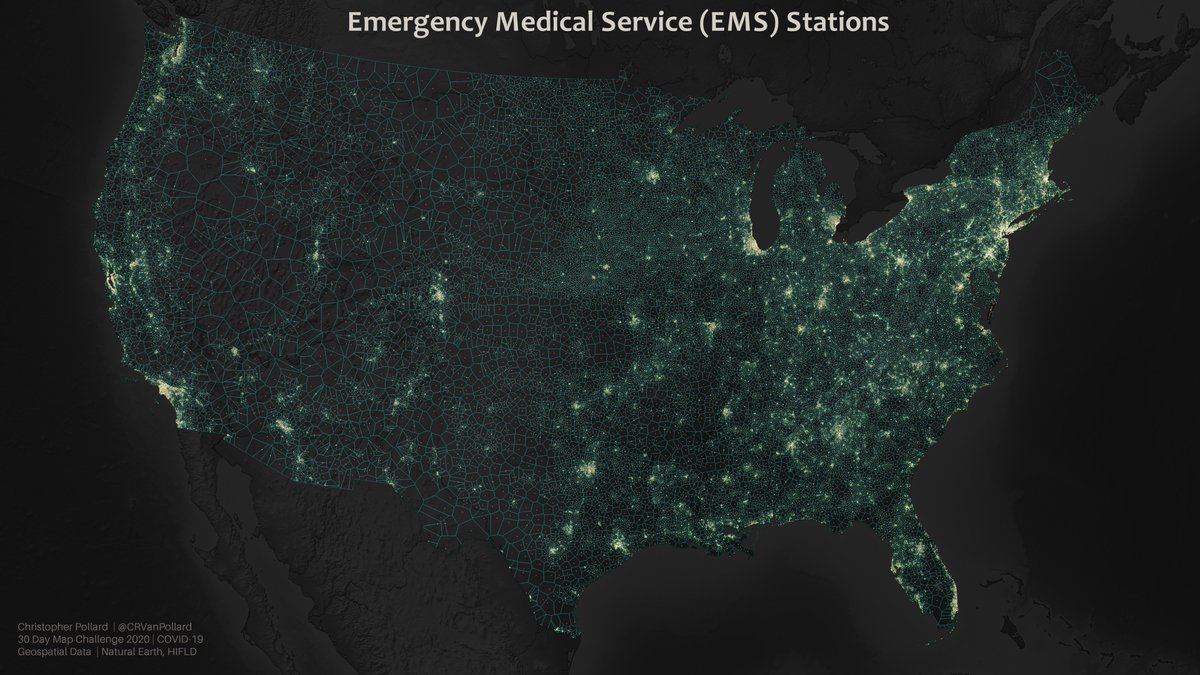 Emergency Medical Service (EMS) Stations
Christopher Pollard | @CRVanPollard
30 Day Map Challenge 2020 | COVID-19
Geospatial Data | Natural Earth, HIFLD